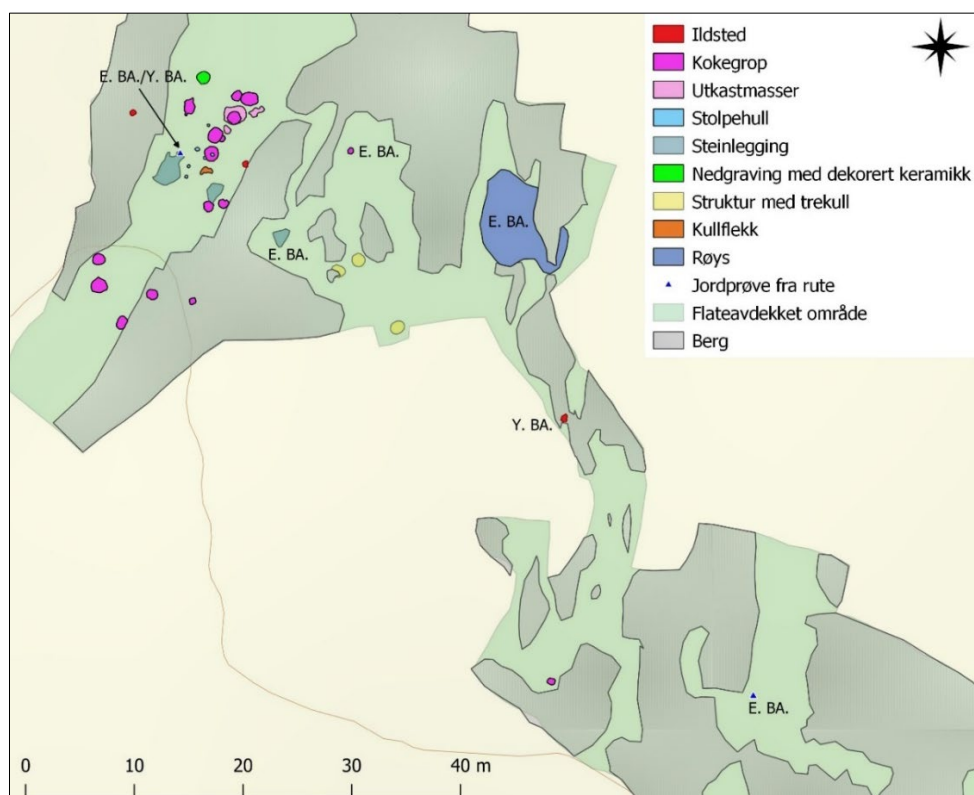 Ildsted
Kokegrop
Utkastmasser
Stolpehull
Steinlegging
Nedgraving med dekorert keramikk
Struktur med trekull
Kullflekk
Røys
Jordprøve fra rute
Flateavdekket område
Berg
E. BA./Y. BA.
E. BA.
E. BA.
E. BA.
Y. BA.
E. BA.
0 10 20 30 40 m